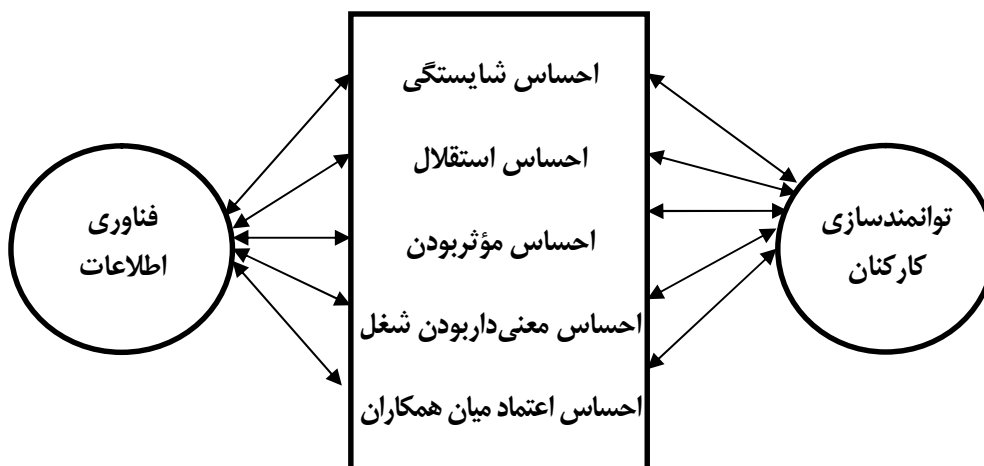 توانمندسازی
کارکنان
احساس شایستگی
احساس استقلال
احساس مؤثربودن
احساس معنی‌داربودن شغل
احساس اعتماد میان همکاران
فناوری
اطلاعات